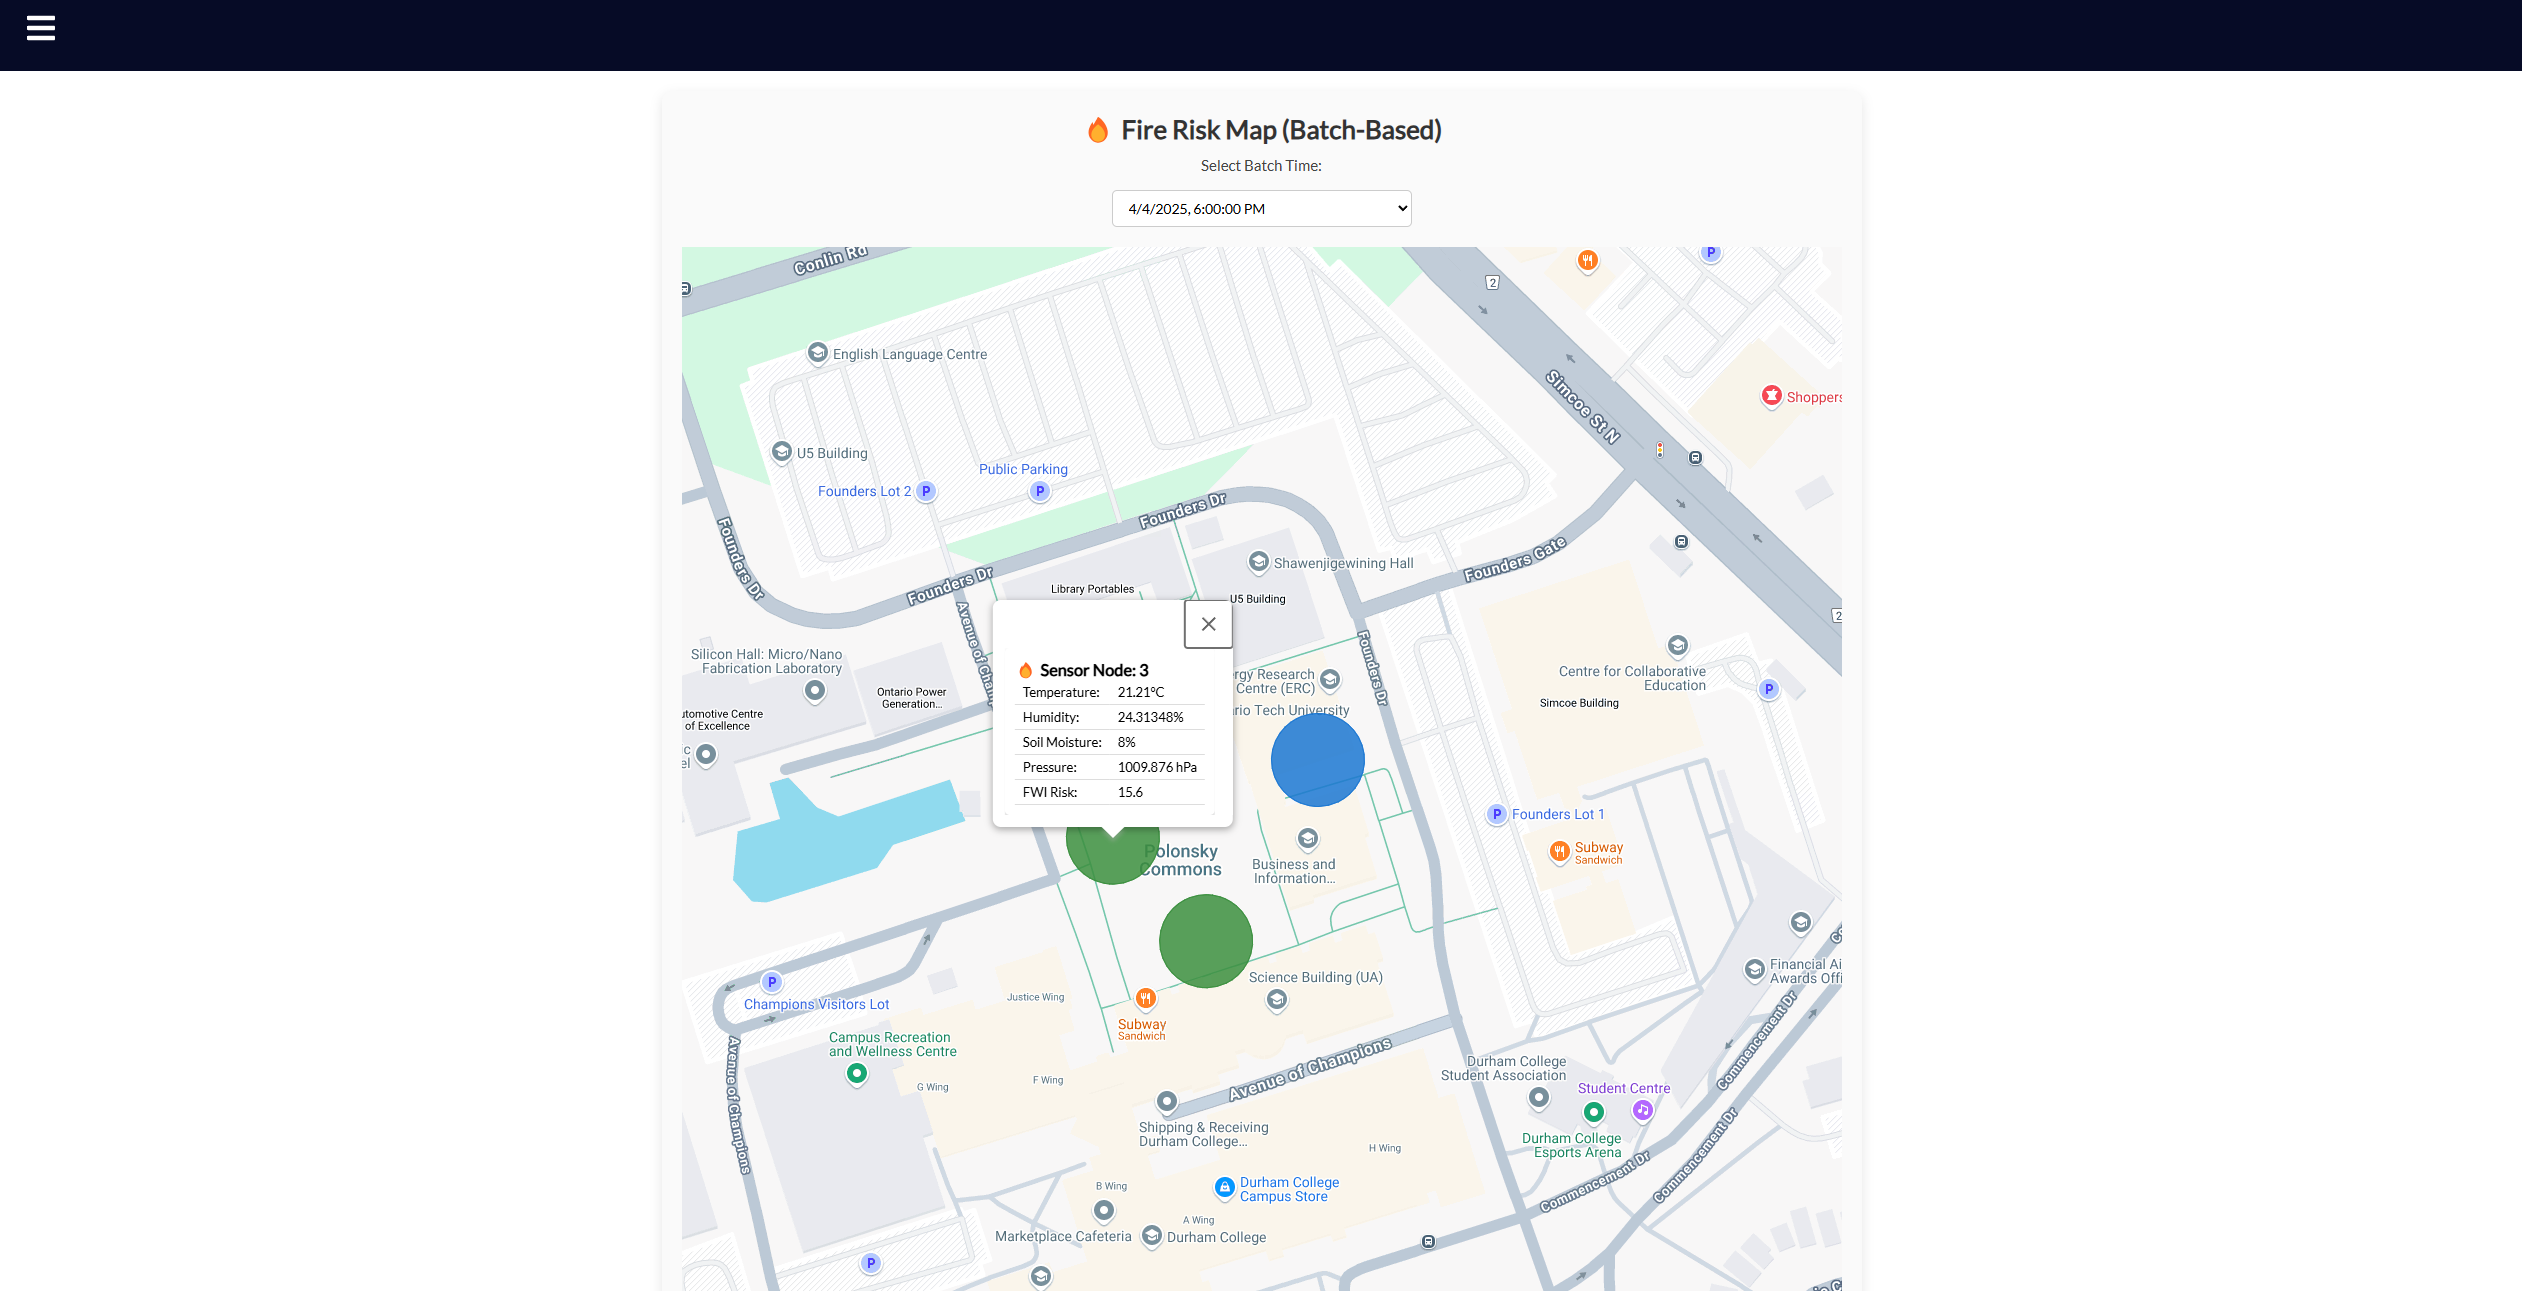 Fire Risk Map (Batch-Based)
Select Batch Time:
4/4/2025, 6:00:00 PM
Conlin Rd
P
2
English Language Centre
Simcoe St N
Shoppers
U5 Building
Public Parking
Founders Lot 2 P
P
Founders Dr
Founders Dr
Founders Dr
Founders Gate
Shawenjigewining Hall
Library Portables
U5 Building
2
Avenue of Cham
Founders Dr
Silicon Hall: Micro/Nano
Fabrication Laboratory
Ontario Power
Generation...
utomotive Centre
of Excellence
c
el
Sensor Node: 3
Temperature: 21.21°C
Humidity: 24.31348%
Soil Moisture: 8%
Pressure: 1009.876 hPa
FWI Risk: 15.6
rgy Research
Centre (ERC)
rio Tech University
Centre for Collaborative
Education
P
Simcoe Building
P Founders Lot 1
Subway
Sandwich
Polonsky
Commons
Business and
Information...
Science Building (UA)
Financial Ai
Awards Offi
P
Champions Visitors Lot
Justice Wing
Subway
Sandwich
Campus Recreation
and Wellness Centre
G Wing
F Wing
Avenue of Champions
Avenue of Champions
Durham College
Student Association
Student Centre
Shipping & Receiving
Durham College...
H Wing
Durham College
Esports Arena
Commencement Dr
Commencement Dr
Commencement Dr
B Wing
Durham College
Campus Store
A Wing
Marketplace Cafeteria
Durham College
P